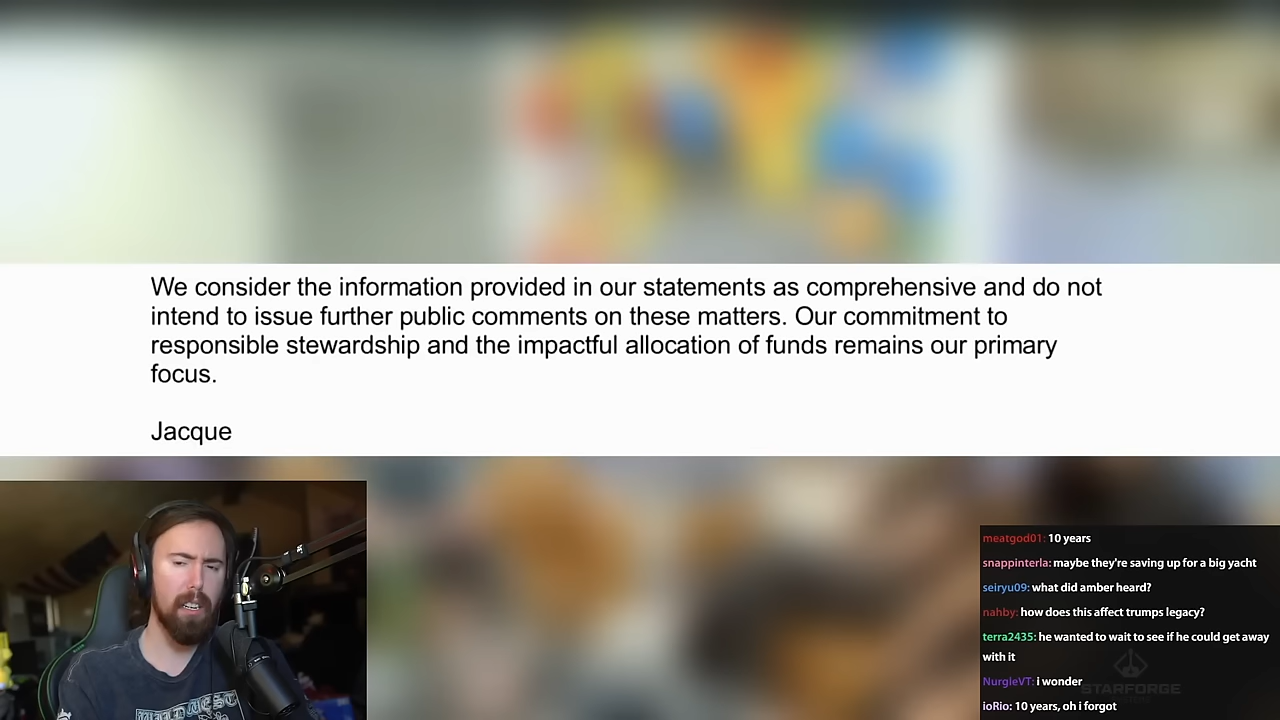 We consider the information provided in our statements as comprehensive and do not
intend to issue further public comments on these matters. Our commitment to
responsible stewardship and the impactful allocation of funds remains our primary
focus.
Jacque
meatgod01: 10 years
snappinterla: maybe they're saving up for a big yacht
seiryu09: what did amber heard?
nahby: how does this affect trumps legacy?
terra2435: he wanted to wait to see if he could get away
with it
NurgleVT: i wonder
STARFORGE
ioRio: 10 years, oh i forgot